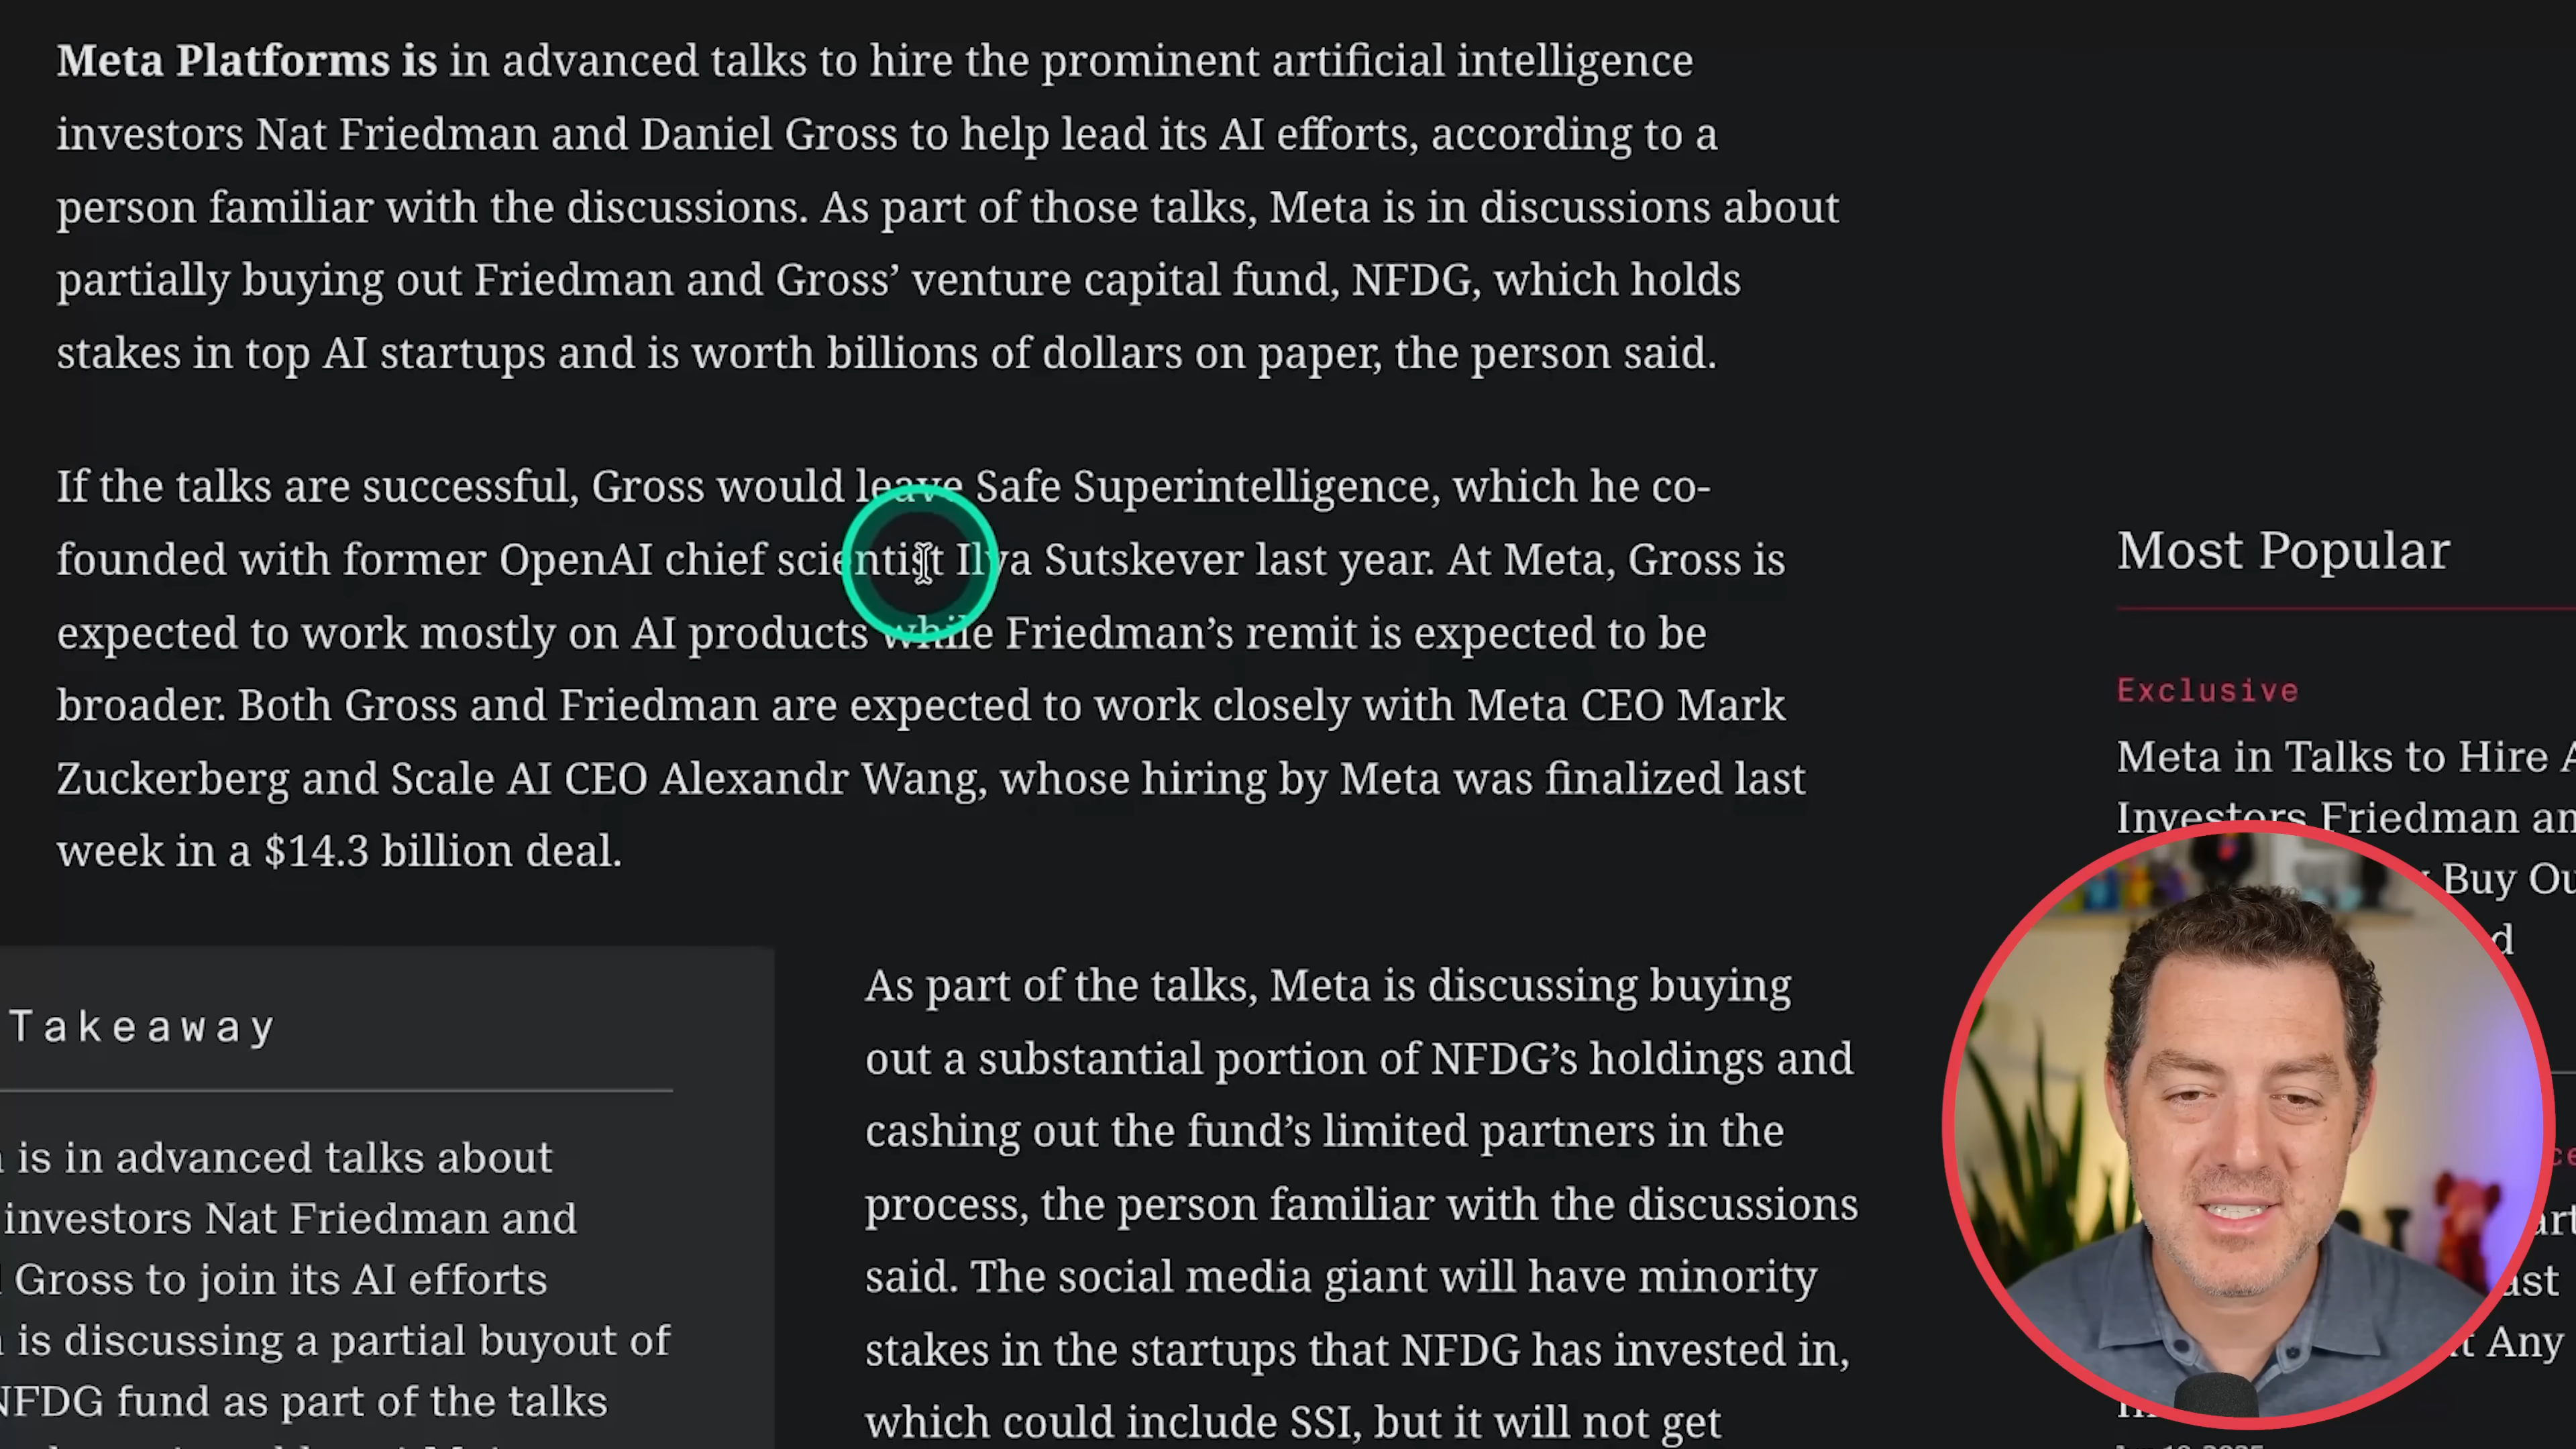 Meta Platforms is in advanced talks to hire the prominent artificial intelligence
investors Nat Friedman and Daniel Gross to help lead its AI efforts, according to a
person familiar with the discussions. As part of those talks, Meta is in discussions about
partially buying out Friedman and Gross’ venture capital fund, NFDG, which holds
stakes in top AI startups and is worth billions of dollars on paper, the person said.
If the talks are successful, Gross would leave Safe Superintelligence, which he co-
founded with former OpenAI chief scientist Ilya Sutskever last year. At Meta, Gross is
expected to work mostly on AI products while Friedman’s remit is expected to be
broader. Both Gross and Friedman are expected to work closely with Meta CEO Mark
Zuckerberg and Scale AI CEO Alexandr Wang, whose hiring by Meta was finalized last
week in a $14.3 billion deal.
Takeaway
is in advanced talks about
investors Nat Friedman and
Gross to join its AI efforts
is discussing a partial buyout of
NFDG fund as part of the talks
As part of the talks, Meta is discussing buying
out a substantial portion of NFDG’s holdings and
cashing out the fund’s limited partners in the
process, the person familiar with the discussions
said. The social media giant will have minority
stakes in the startups that NFDG has invested in,
which could include SSI, but it will not get
Most Popular
Exclusive
Meta in Talks to Hire
Investors Friedman
Buy
Any